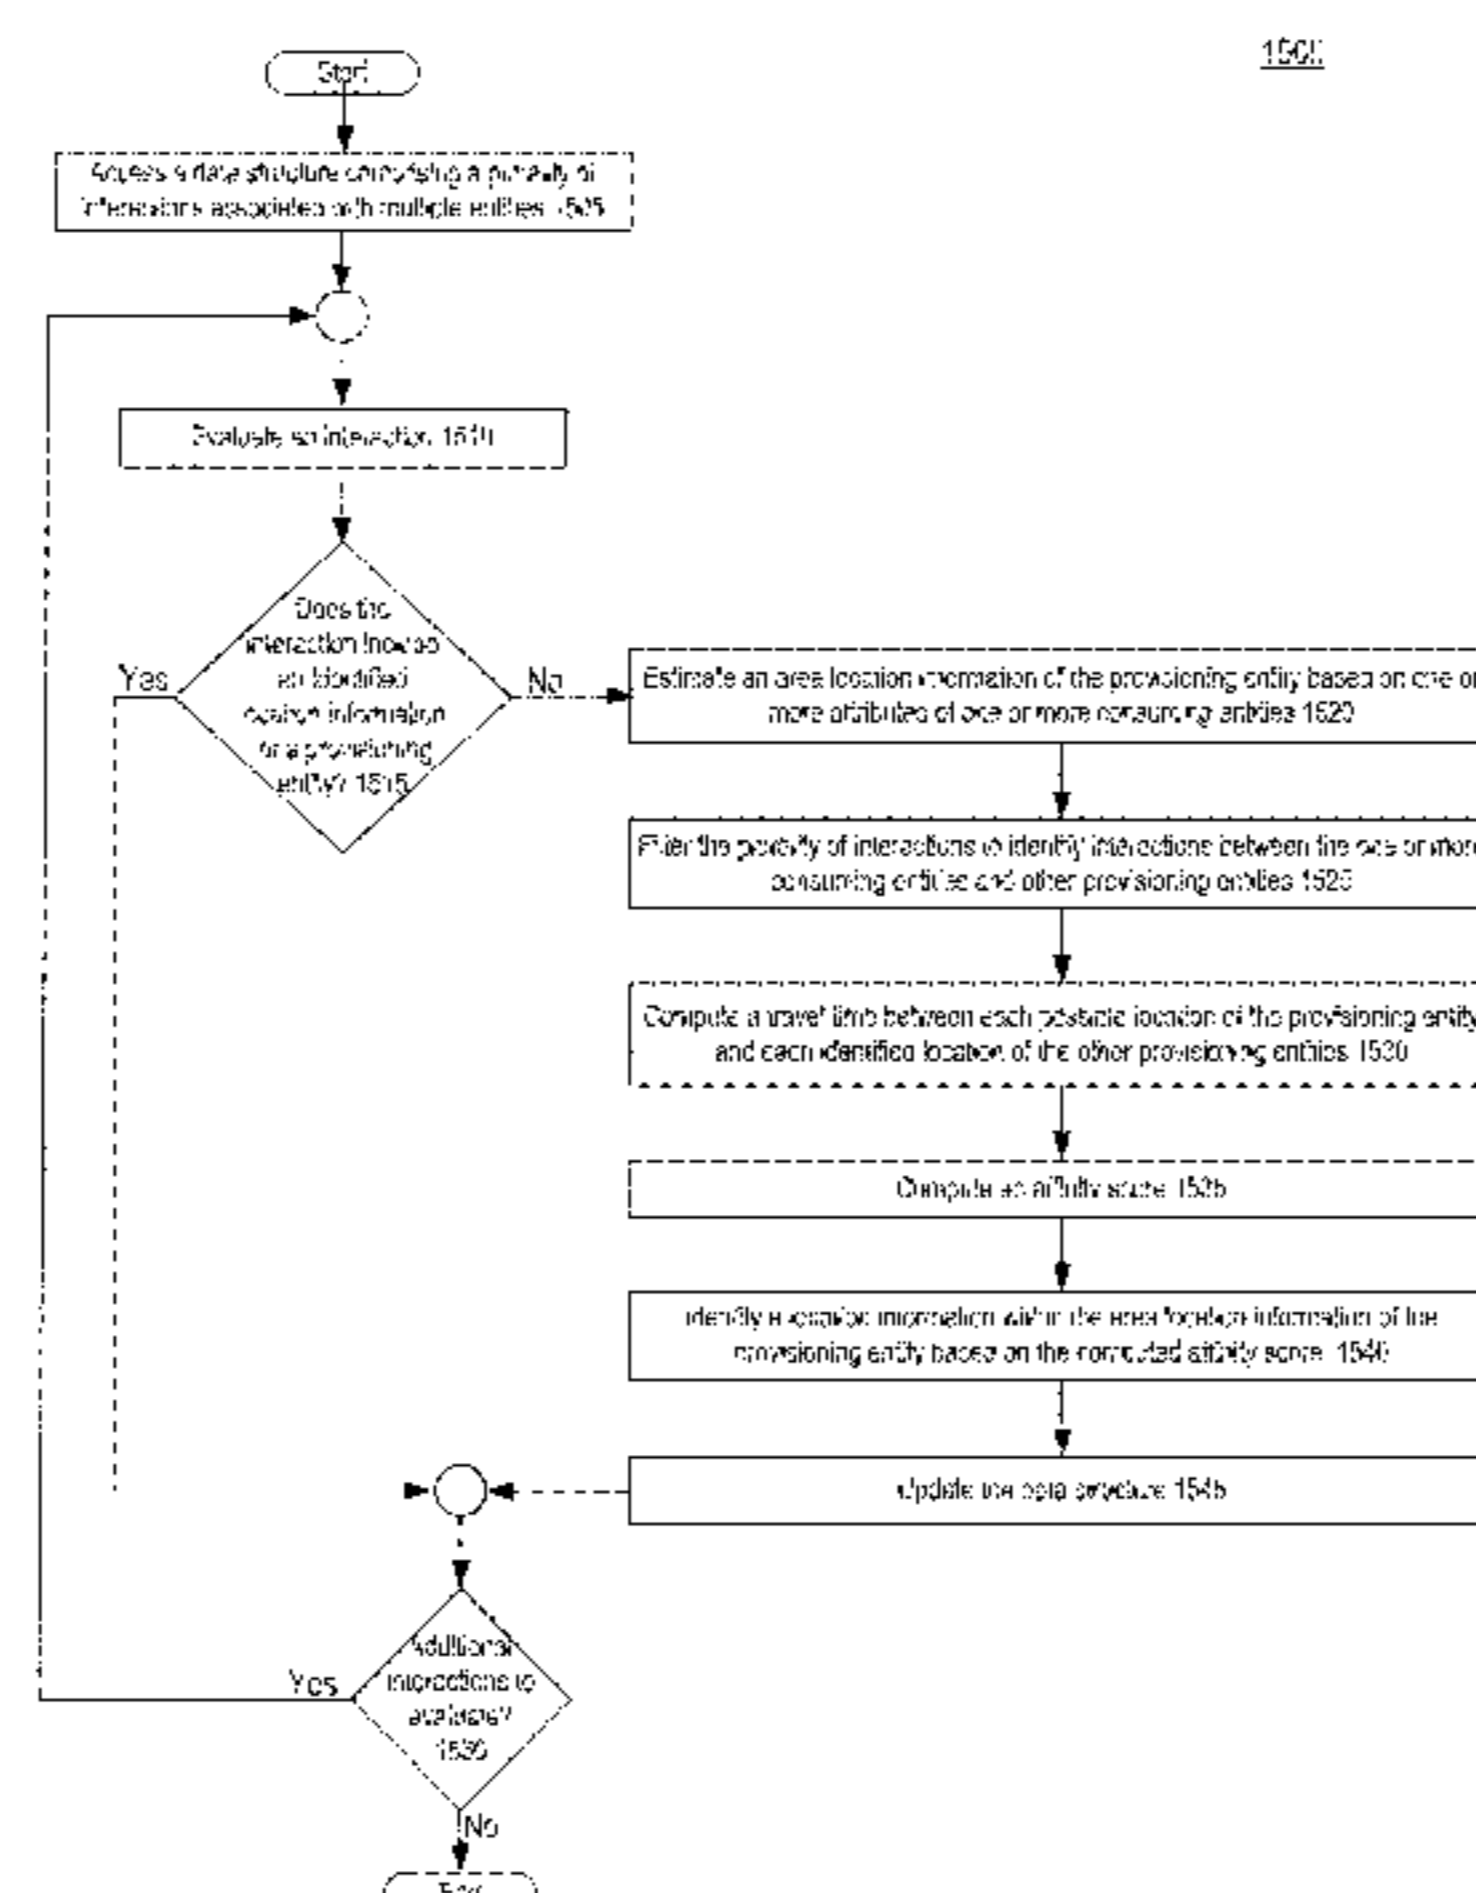 1500
Start
Access a data structure comprising a plurality of
interactions associated with multiple entities 1505
Evaluate an interaction 1510
Does the
interaction include
an identified
location information
of a provisioning
entity? 1515
Yes
No
Estimate an area location information of the provisioning entity based on one or
more attributes of one or more consuming entities 1520
Filter the plurality of interactions to identify interactions between the one or more
consuming entities and other provisioning entities 1525
Compute a travel time between each possible location of the provisioning entity
and each identified location of the other provisioning entities 1530
Compute an affinity score 1535
Identify a location information within the area location information of the
provisioning entity based on the computed affinity score 1540
Update the data structure 1545
Additional
interactions to
evaluate?
1550
Yes
No
End